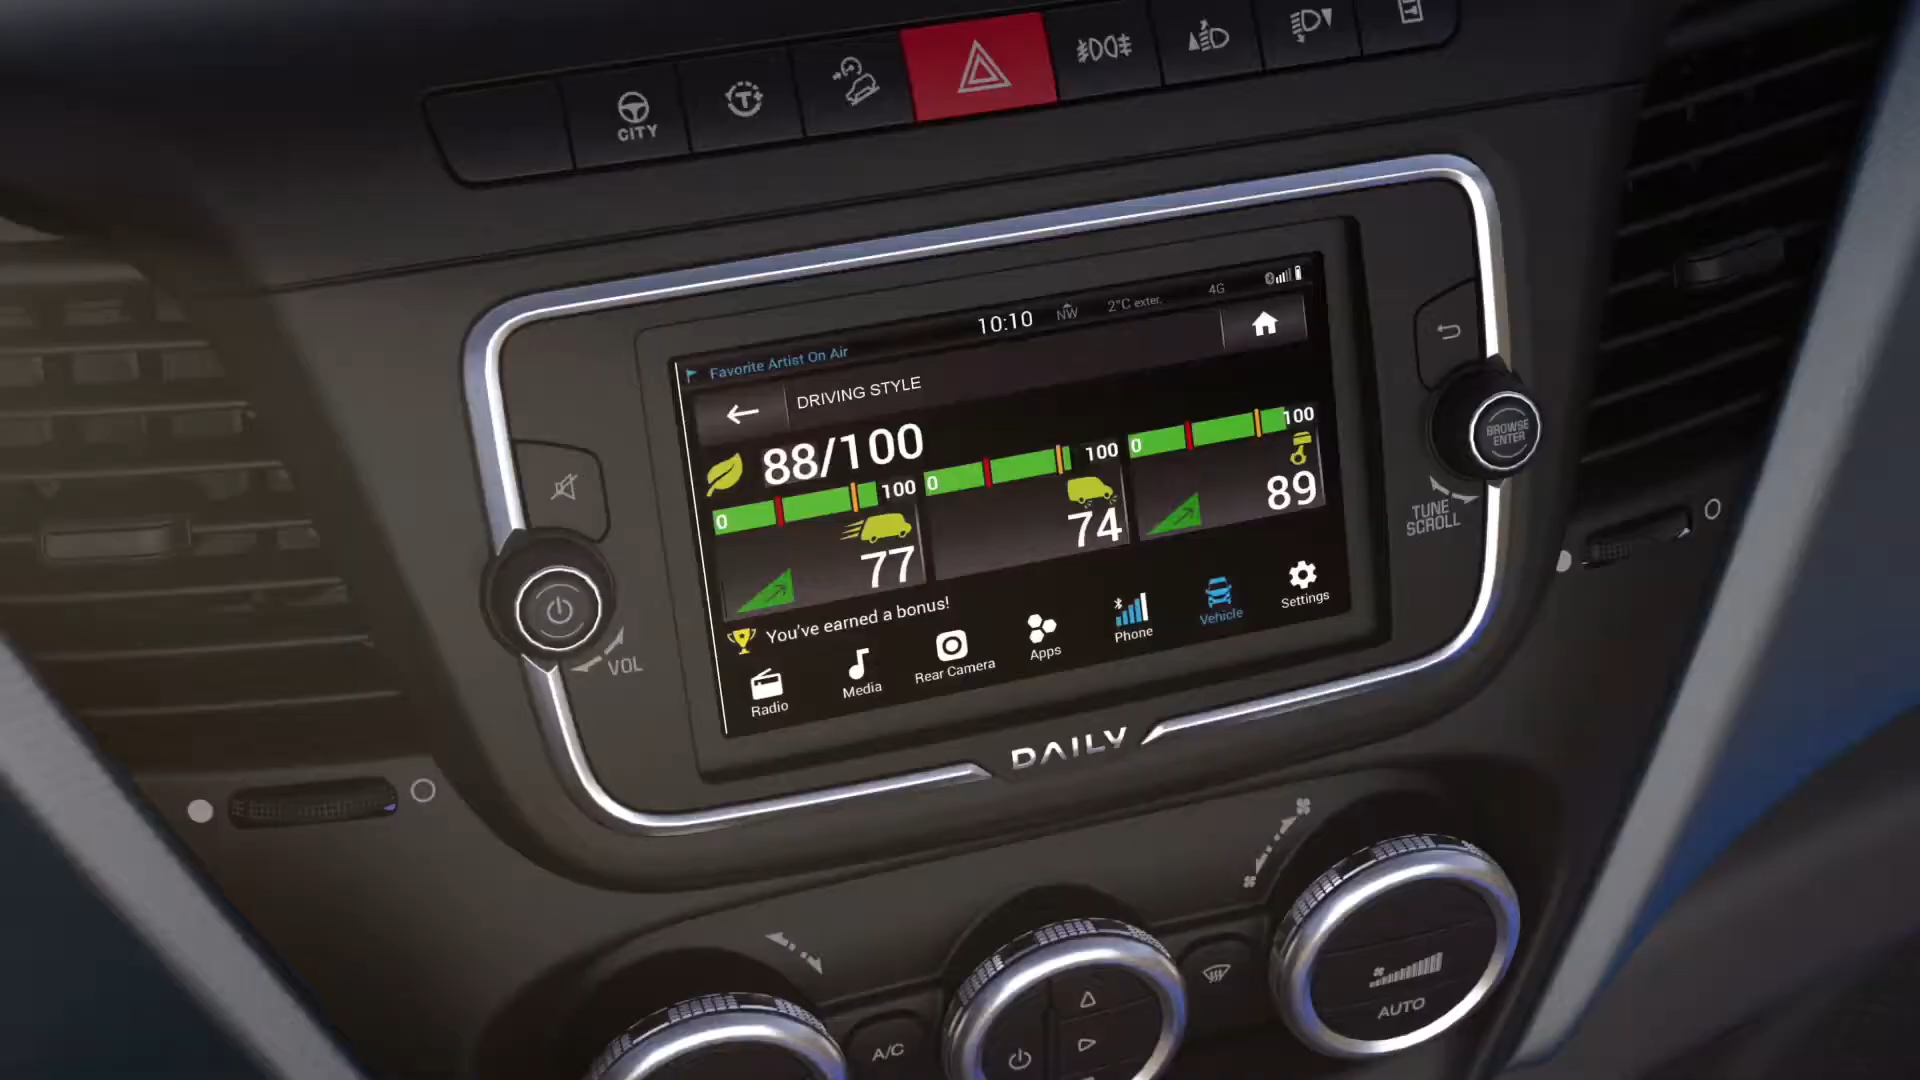 CITY
10:10
NW
2°C exter.
4G
Favorite Artist On Air
DRIVING STYLE
88/100
0
100
77
0
100
74
0
100
89
You've earned a bonus!
Radio
Media
Rear Camera
Apps
Phone
Vehicle
Settings
VOL
BROWSE
ENTER
TUNE
SCROLL
DAILY
A/C
AUTO